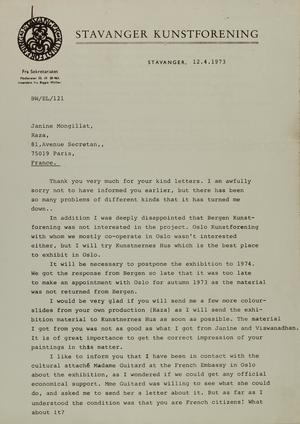 STAVANGER KUNSTFORENING
STAVANGER, 12.4.1973
Fra Sekretariatet
BW/EL/121
Janine Mongillat,
Raza,
81,Avenue Secretan,,
75019 Paris,
France.
Thank you very much for your kind letters. I am awfully
sorry not to have informed you earlier, but there has been
so many problems of different kinds that it has turned me
down..
In addition I was deeply disappointed that Bergen Kunst-
forening was not interested in the project. Oslo Kunstforening
with whom we mostly co-operate in Oslo wasn't interested
either, but I will try Kunstnernes Hus which is the best place
to exhibit in Oslo.
It will be necessary to postpone the exhibition to 1974.
We got the response from Bergen so late that it was too late
to make an appointment with Oslo for autumn 1973 as the material
was not returned from Bergen.
I would be very glad if you will send me a few more colour-
slides from your own production (Raza) as I will send the exhi-
bition material to Kunstnernes Hus as soon as possible. The material
I got from you was not as good as what I got from Janine and Viswanadhan.
It is of great importance to get the correct impression of your
paintings in this matter.
I like to inform you that I have been in contact with the
cultural attaché Madame Guitard at the French Embassy in Oslo
about the exhibition, as I wondered if we could get any official
economical support. Mme Guitard was willing to see what she could
do, and asked me to send her a letter about it. But as far as I
understood the condition was that you are French citizens! What
about it?